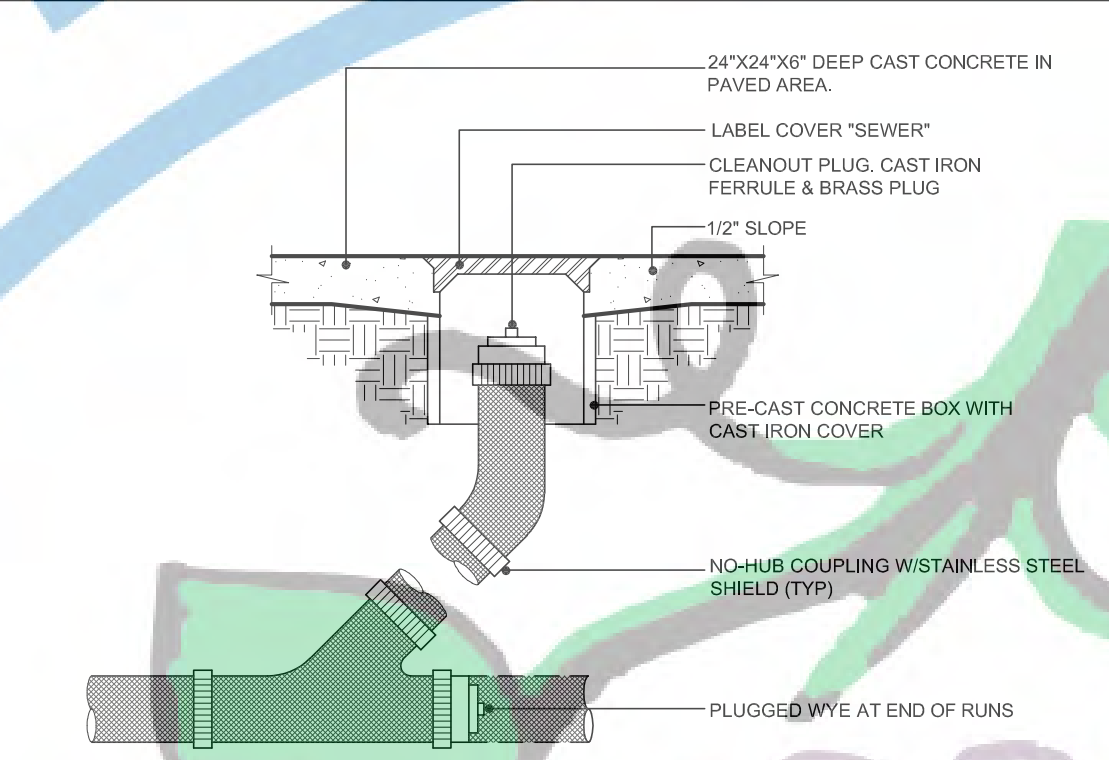 24"X24"X6" DEEP CAST CONCRETE IN
PAVED AREA.
LABEL COVER "SEWER"
CLEANOUT PLUG. CAST IRON
FERRULE & BRASS PLUG
1/2" SLOPE
PRE-CAST CONCRETE BOX WITH
CAST IRON COVER
NO-HUB COUPLING W/STAINLESS STEEL
SHIELD (TYP)
PLUGGED WYE AT END OF RUNS